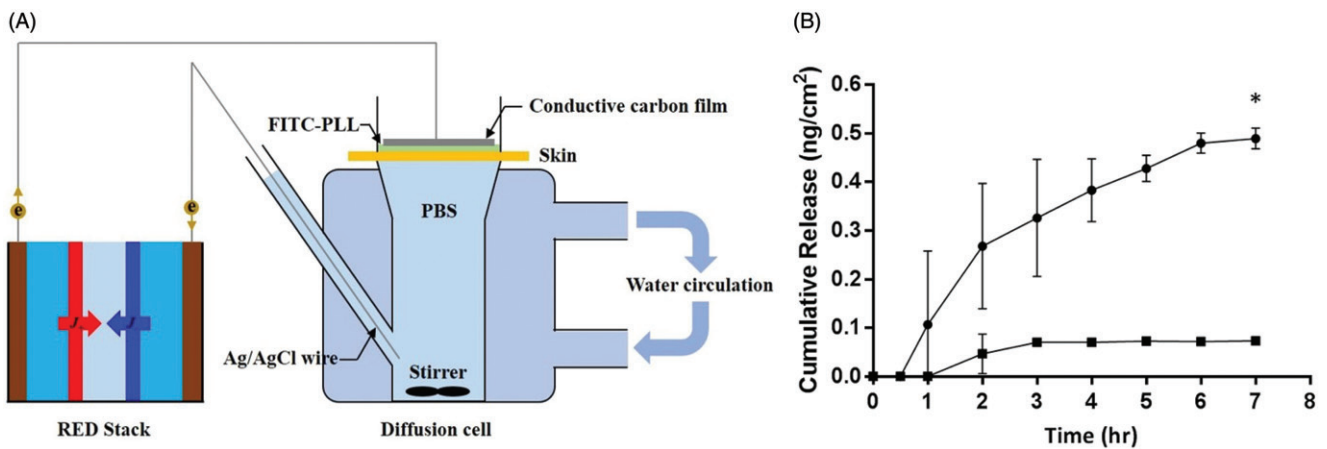 (A)
Conductive carbon film
FITC-PLL
Skin
e
e
PBS
Water circulation
J
J
Ag/AgCl wire
Stirrer
RED Stack
Diffusion cell
(B)
Cumulative Release (ng/cm²)
0.6
0.5
0.4
0.3
0.2
0.1
0.0
*
0 1 2 3 4 5 6 7 8
Time (hr)